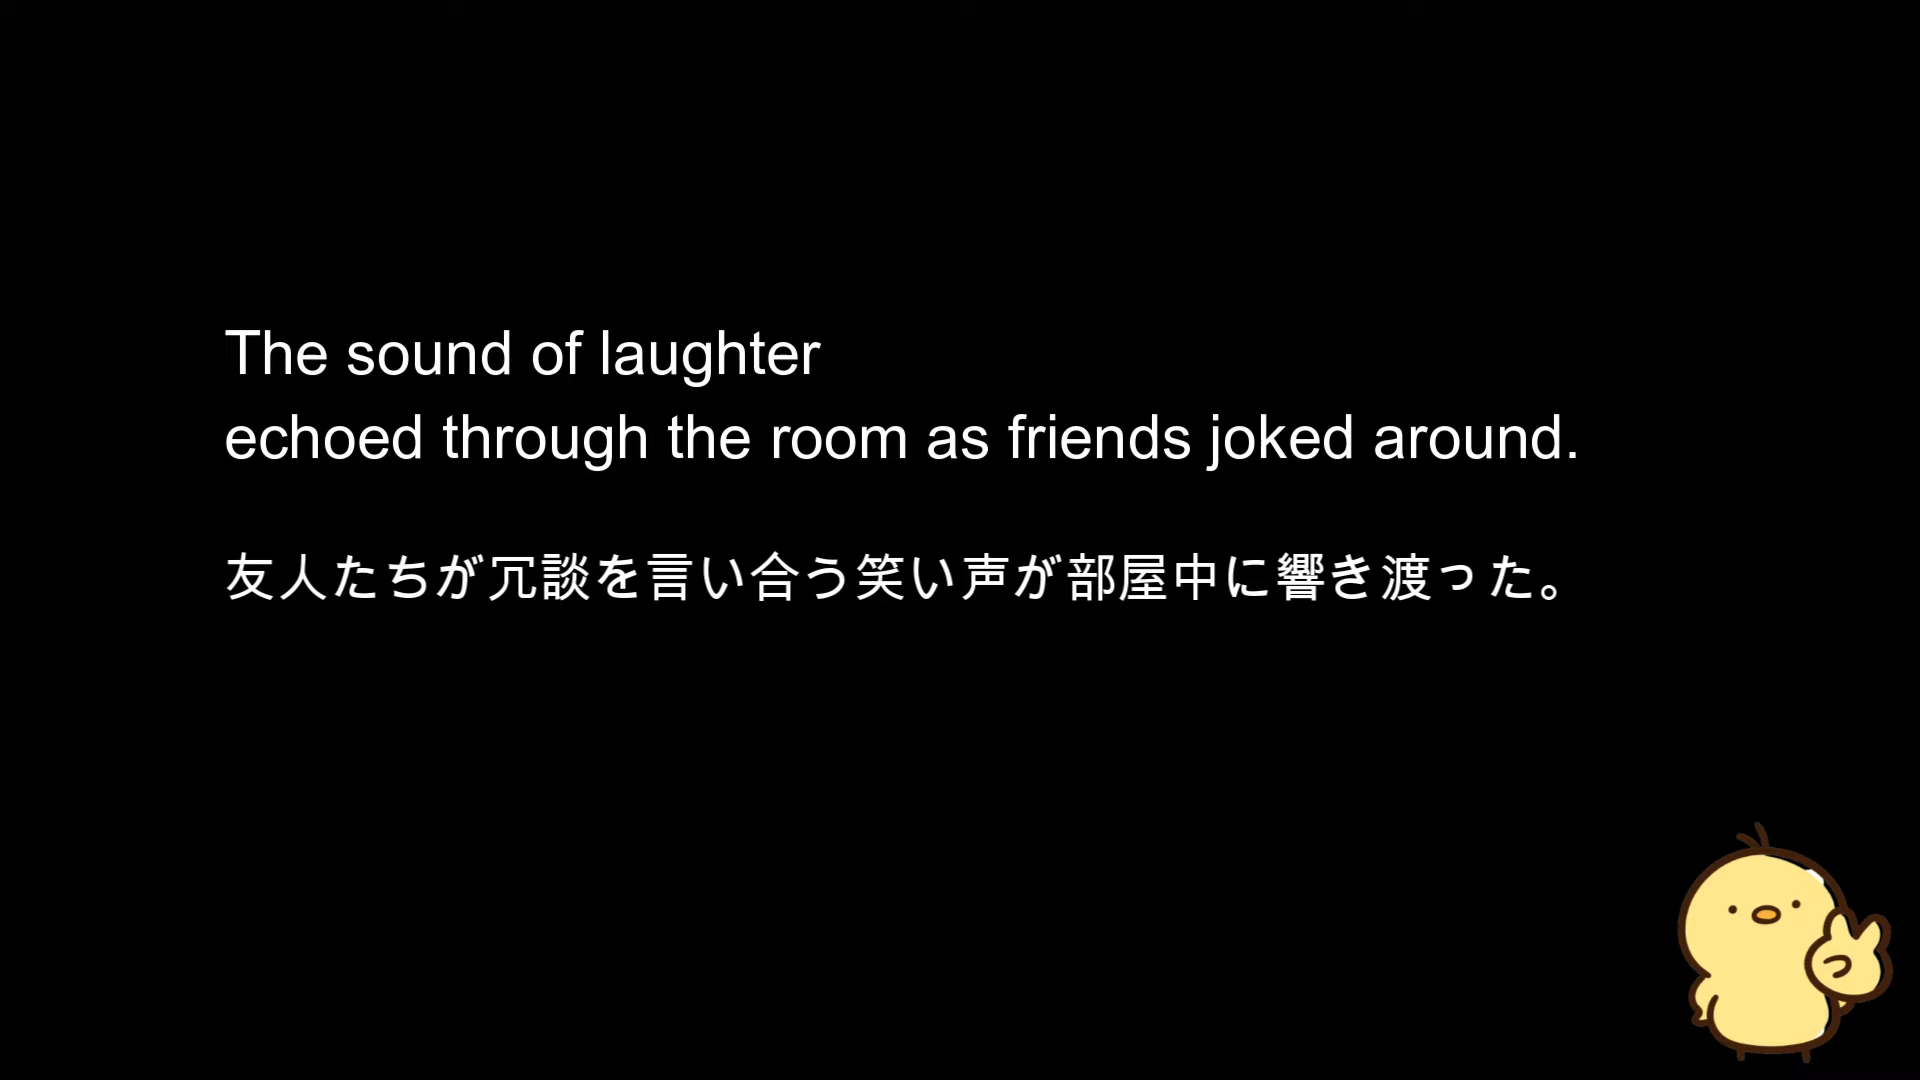 The sound of laughter
echoed through the room as friends joked around.
友人たちが冗談を言い合う笑い声が部屋中に響き渡った。